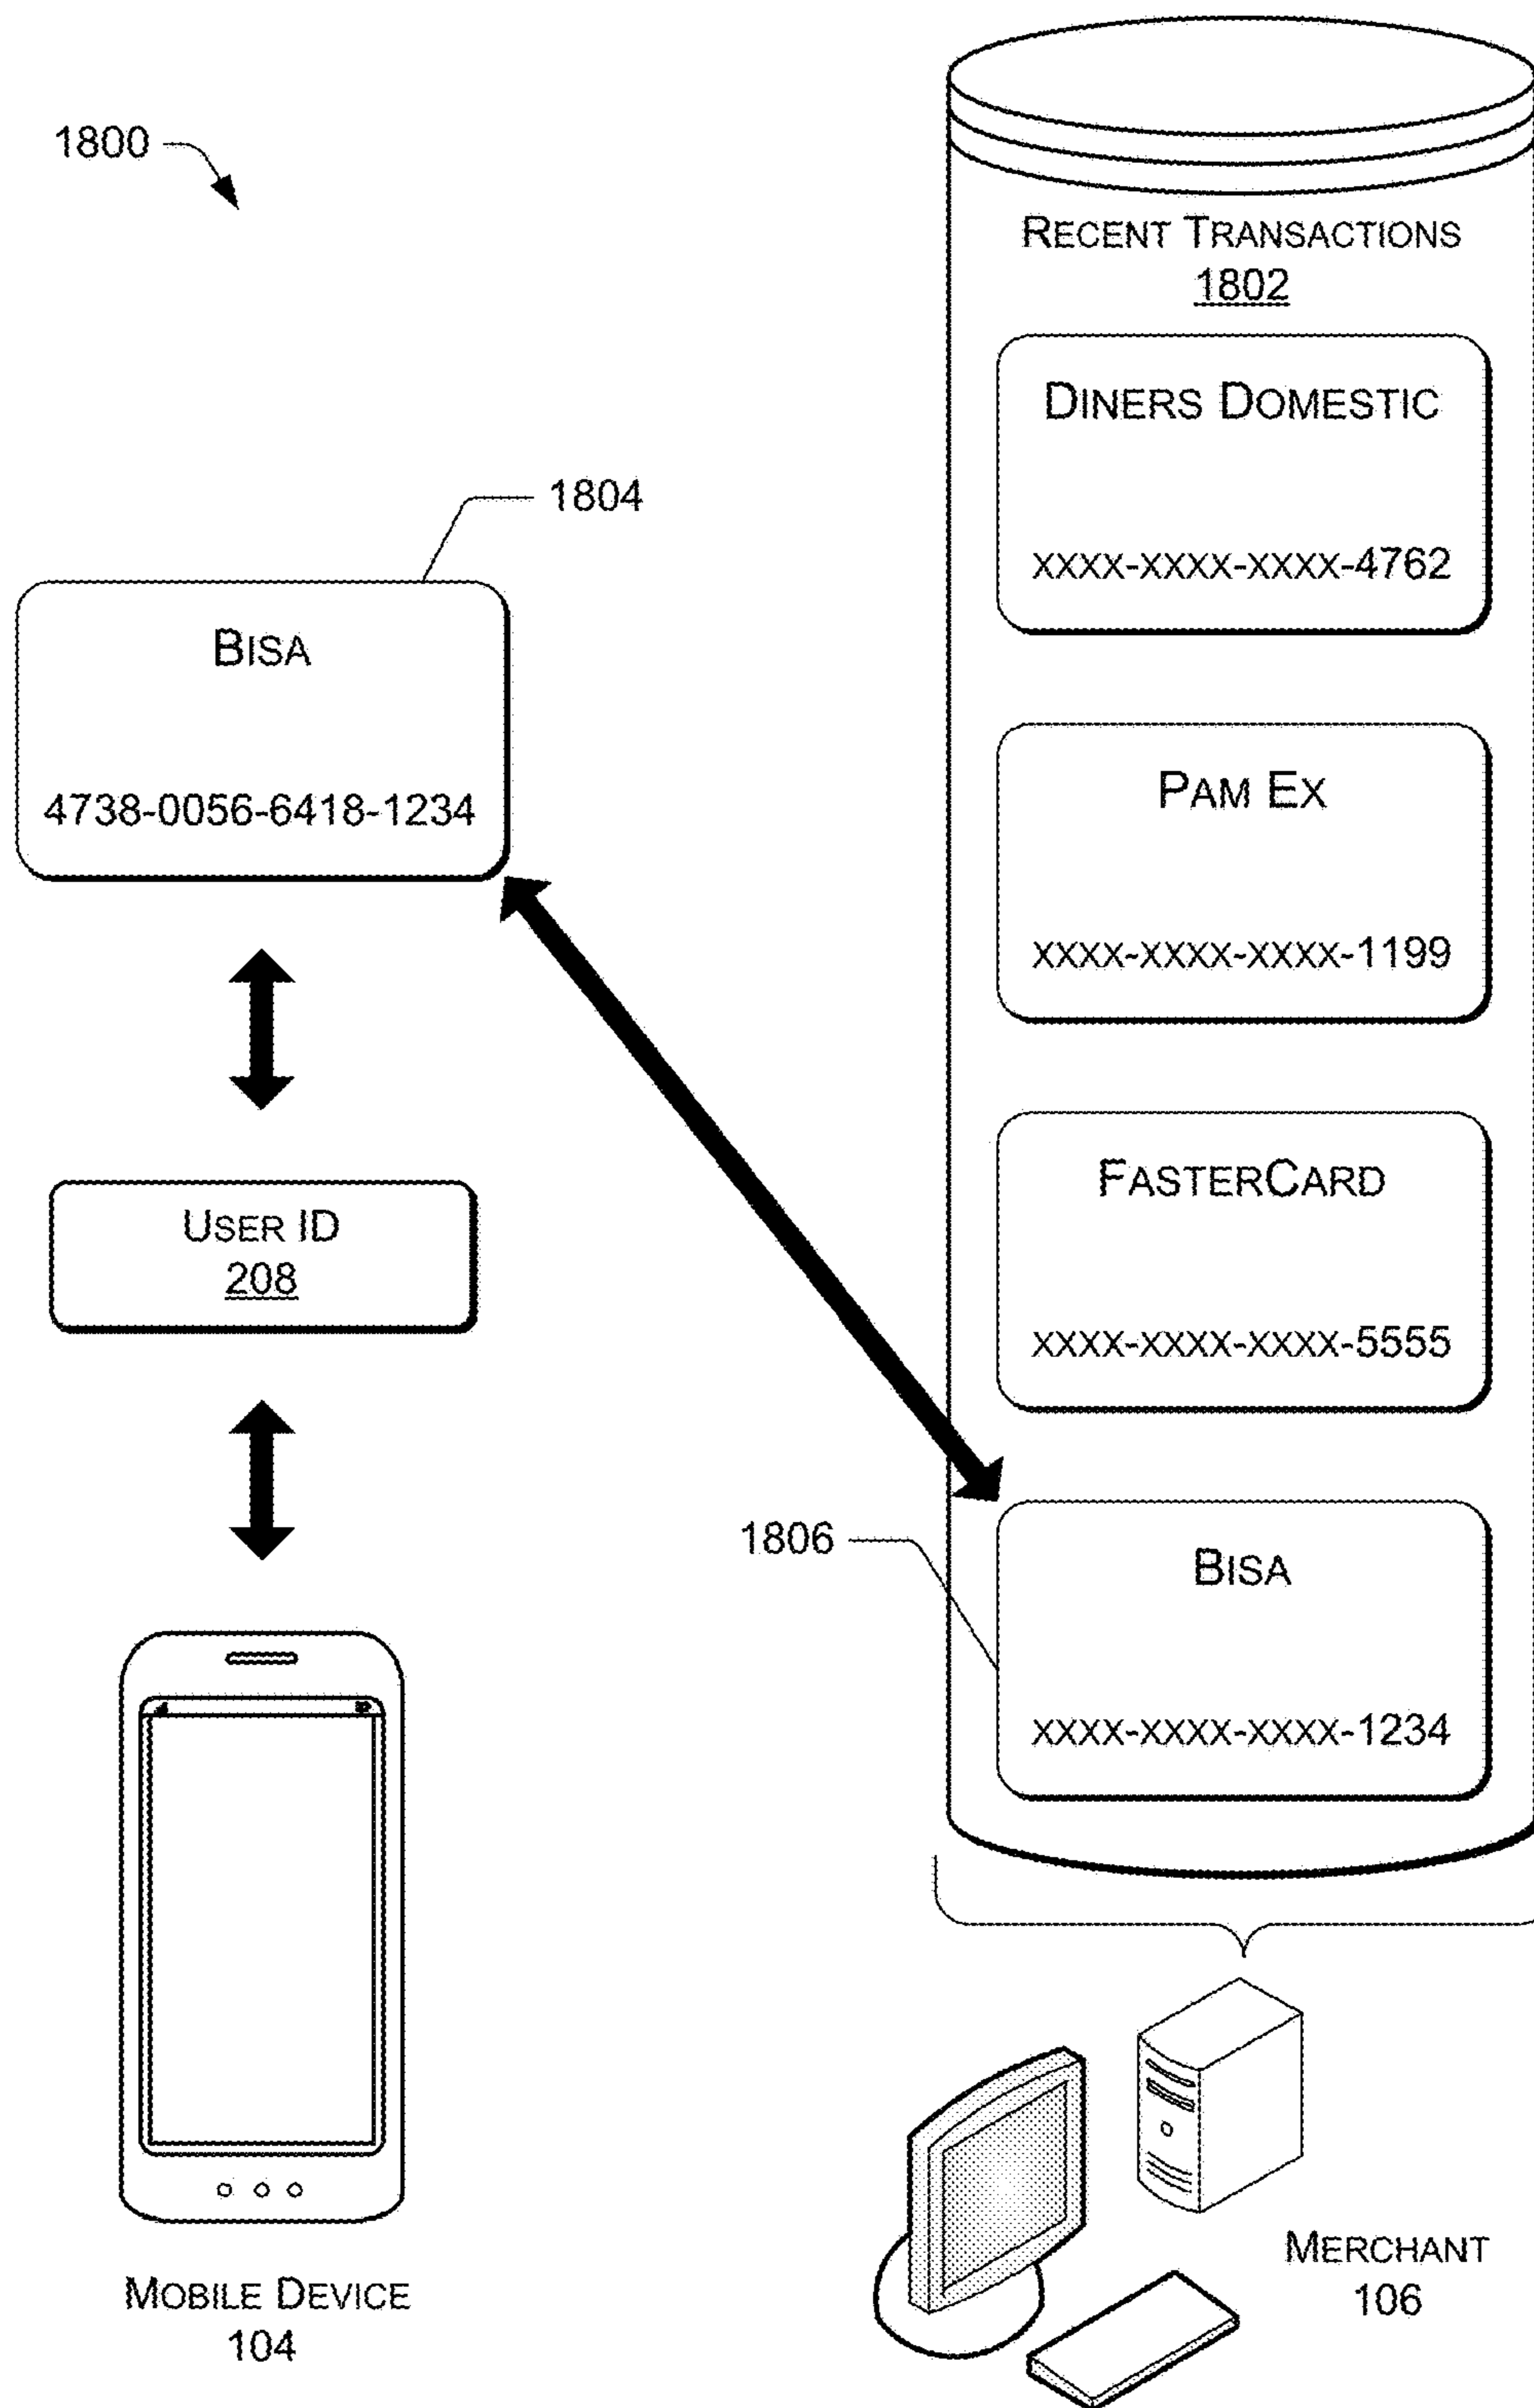 1800
RECENT TRANSACTIONS
1802
DINERS DOMESTIC
XXXX-XXXX-XXXX-4762
1804
BISA
4738-0056-6418-1234
PAM EX
XXXX-XXXX-XXXX-1199
USER ID
208
FASTERCARD
XXXX-XXXX-XXXX-5555
1806
BISA
XXXX-XXXX-XXXX-1234
MOBILE DEVICE
104
MERCHANT
106